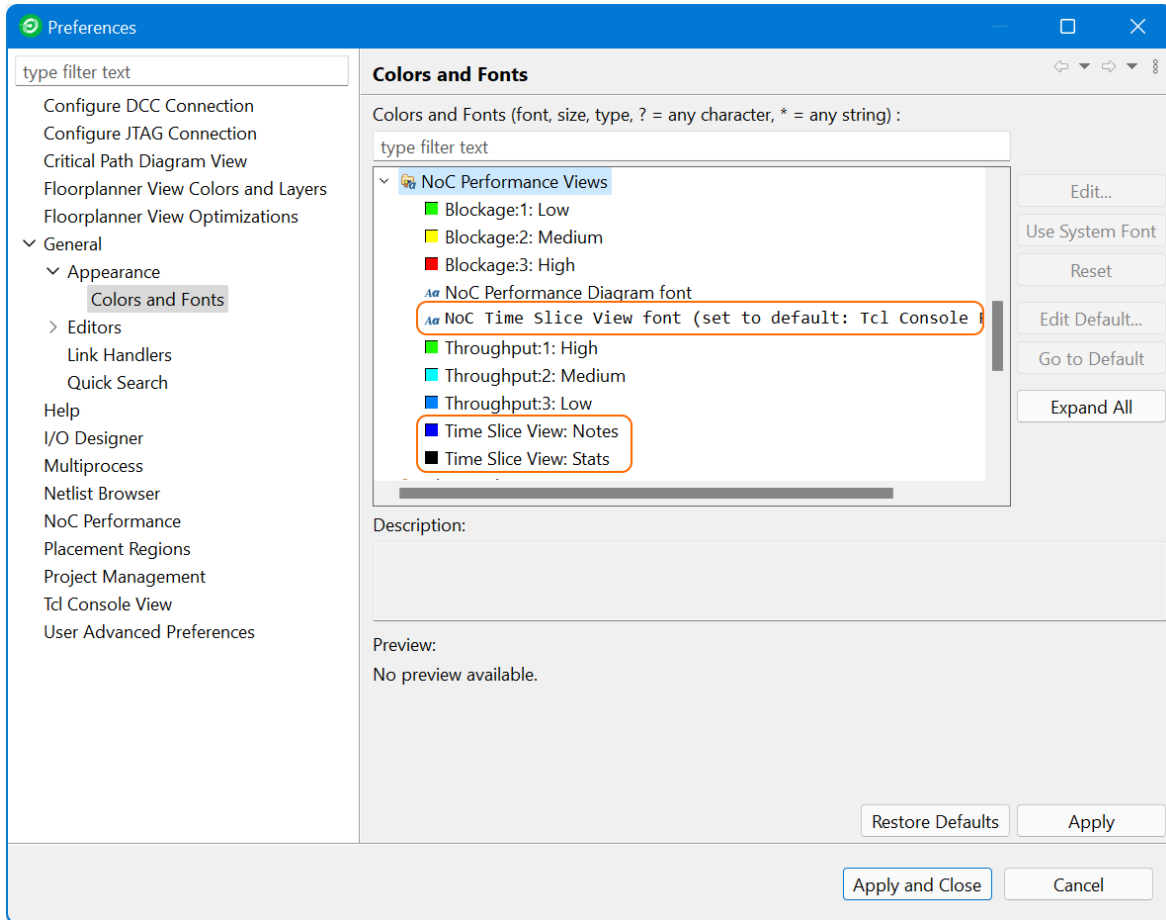 Preferences
type filter text
Configure DCC Connection
Configure JTAG Connection
Critical Path Diagram View
Floorplanner View Colors and Layers
Floorplanner View Optimizations
General
Appearance
Colors and Fonts
Editors
Link Handlers
Quick Search
Help
I/O Designer
Multiprocess
Netlist Browser
NoC Performance
Placement Regions
Project Management
Tcl Console View
User Advanced Preferences
Colors and Fonts
Colors and Fonts (font, size, type, ? = any character, * = any string) :
type filter text
NoC Performance Views
Blockage:1: Low
Blockage:2: Medium
Blockage:3: High
Aa NoC Performance Diagram font
Aa NoC Time Slice View font (set to default: Tcl Console
Throughput:1: High
Throughput:2: Medium
Throughput:3: Low
Time Slice View: Notes
Time Slice View: Stats
Edit...
Use System Font
Reset
Edit Default...
Go to Default
Expand All
Description:
Preview:
No preview available.
Restore Defaults
Apply
Apply and Close
Cancel